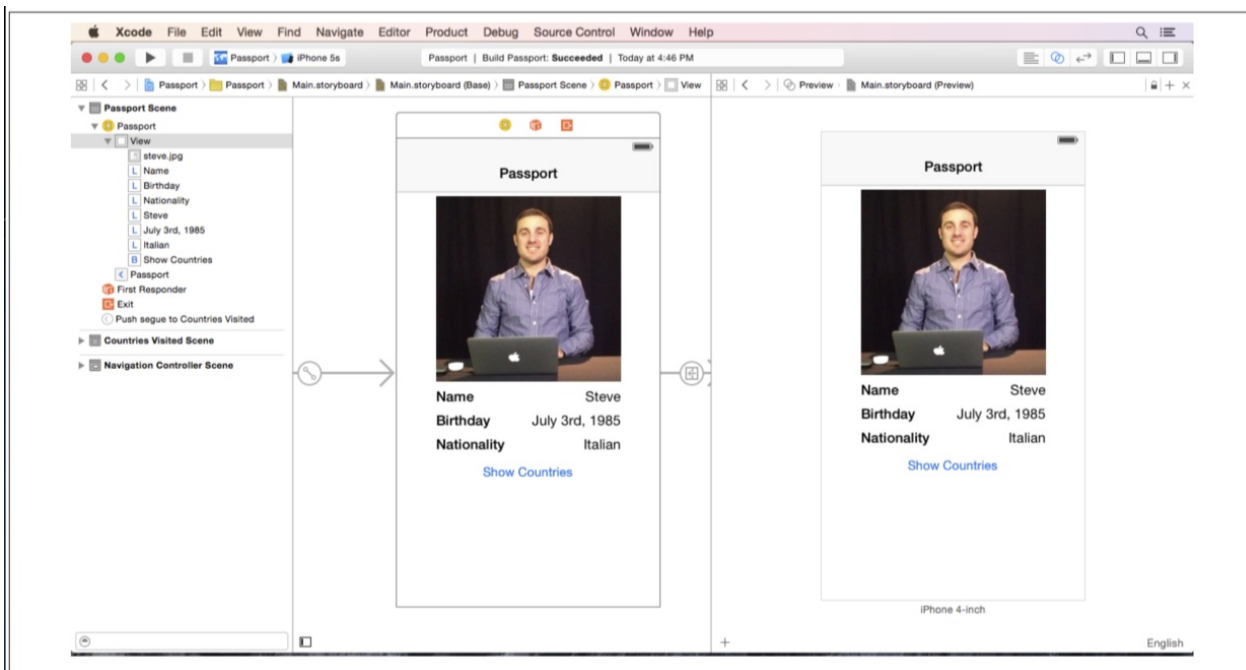 Xcode File Edit View Find Navigate Editor Product Debug Source Control Window Help
Passport iPhone 5s Passport | Build Passport: Succeeded | Today at 4:46 PM
Passport Passport Main.storyboard Main.storyboard (Base) Passport Scene Passport View Preview Main.storyboard (Preview)
Passport Scene
Passport
View
steve.jpg
Name
Birthday
Nationality
Steve
July 3rd, 1985
Italian
Show Countries
Passport
First Responder
Exit
Push segue to Countries Visited
Countries Visited Scene
Navigation Controller Scene
Passport
Name Steve
Birthday July 3rd, 1985
Nationality Italian
Show Countries
Passport
Name Steve
Birthday July 3rd, 1985
Nationality Italian
Show Countries
iPhone 4-inch
English